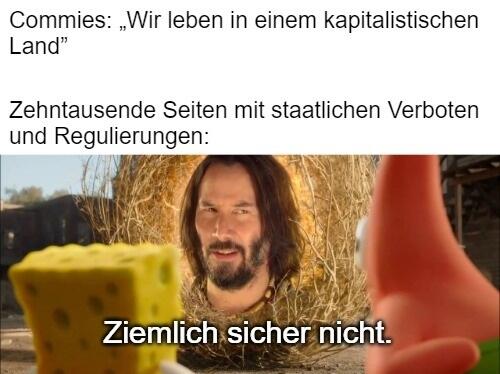 Commies: „Wir leben in einem kapitalistischen
Land”
Zehntausende Seiten mit staatlichen Verboten
und Regulierungen:
Ziemlich sicher nicht.